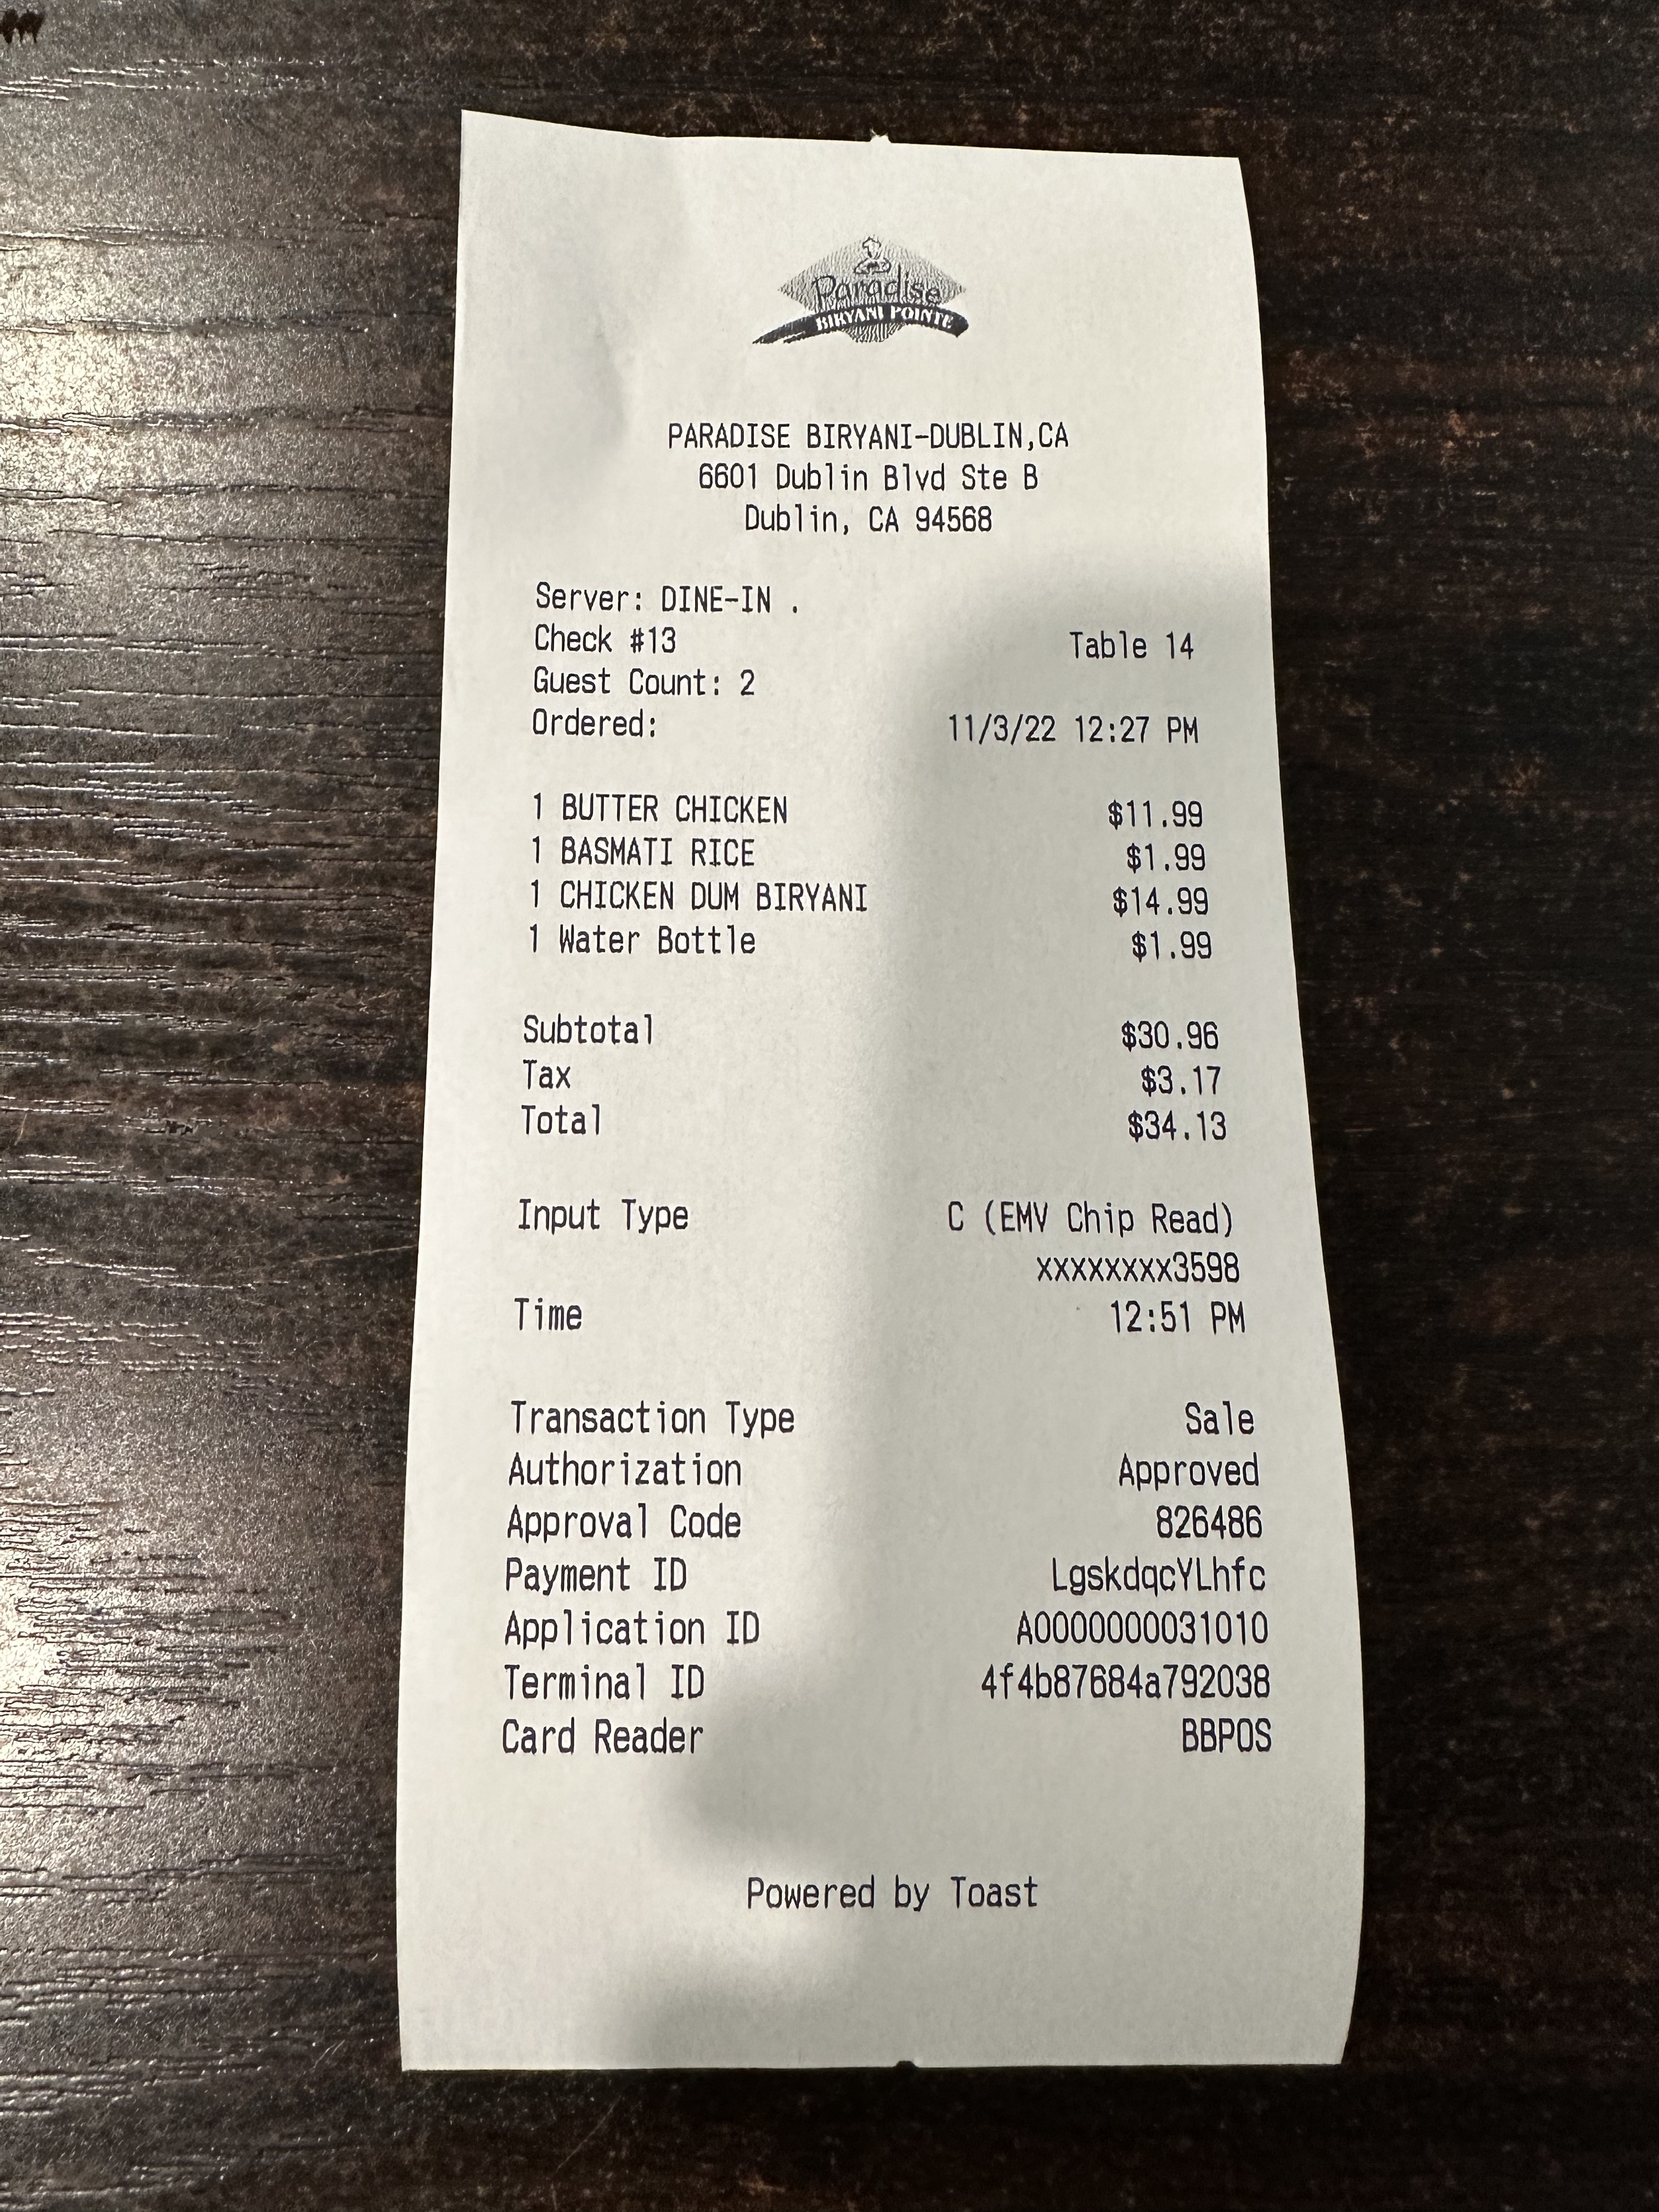 Paradise
BIRYANI POINTE
PARADISE BIRYANI-DUBLIN,CA
6601 Dublin Blvd Ste B
Dublin, CA 94568
Server: DINE-IN .
Check #13 Table 14
Guest Count: 2
Ordered: 11/3/22 12:27 PM
1 BUTTER CHICKEN $11.99
1 BASMATI RICE $1.99
1 CHICKEN DUM BIRYANI $14.99
1 Water Bottle $1.99
Subtotal $30.96
Tax $3.17
Total $34.13
Input Type C (EMV Chip Read)
xxxxxxxx3598
Time 12:51 PM
Transaction Type Sale
Authorization Approved
Approval Code 826486
Payment ID LgskdqcYLhfc
Application ID A0000000031010
Terminal ID 4f4b87684a792038
Card Reader BBPOS
Powered by Toast